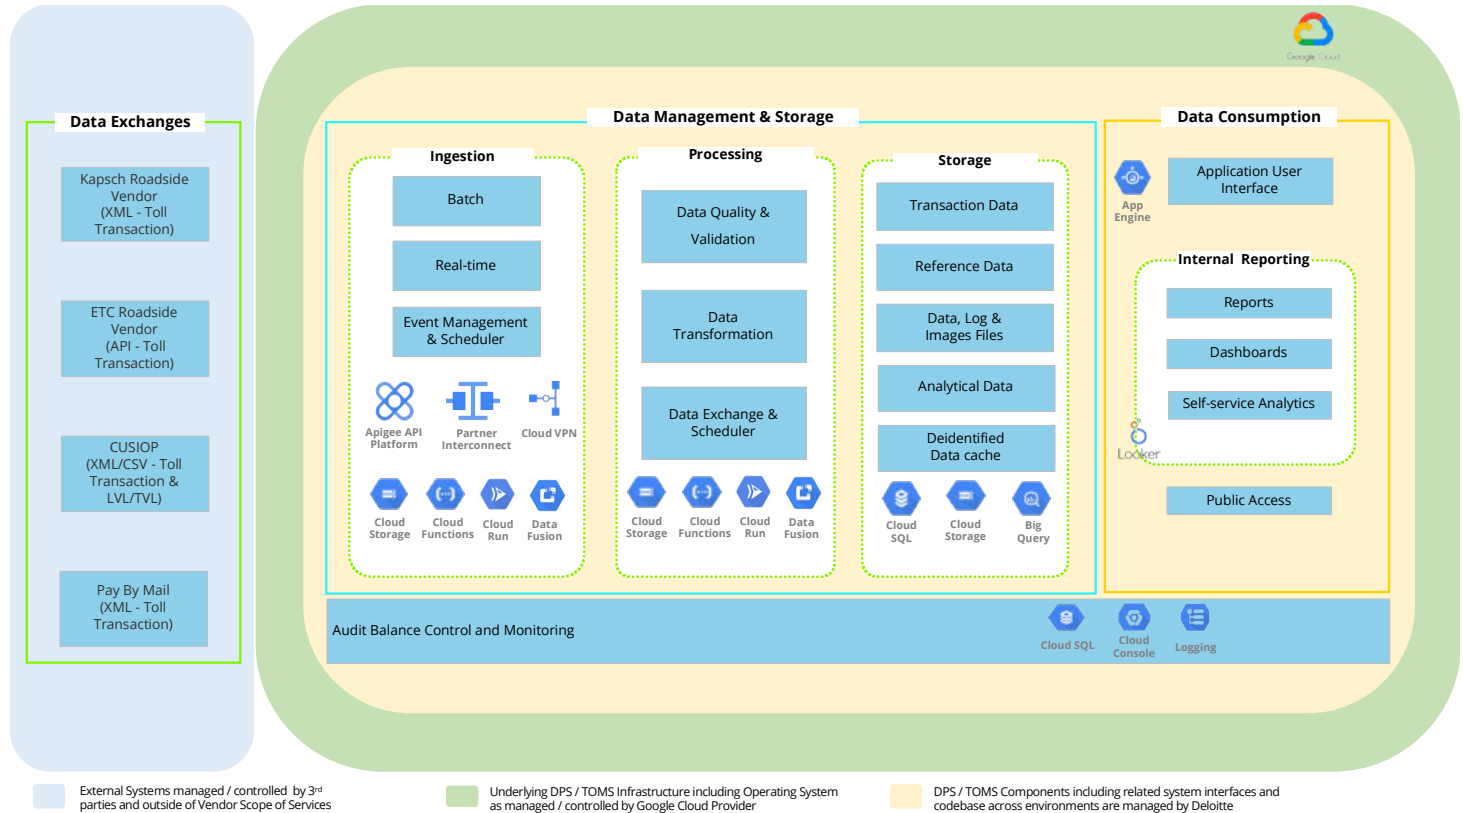 Google Cloud
Data Exchanges
Kapsch Roadside
Vendor
(XML - Toll
Transaction)
ETC Roadside
Vendor
(API - Toll
Transaction)
CUSIOP
(XML/CSV - Toll
Transaction &
LVL/TVL)
Pay By Mail
(XML - Toll
Transaction)
Data Management & Storage
Ingestion
Batch
Real-time
Event Management
& Scheduler
Apigee API
Platform
Partner
Interconnect
Cloud VPN
Cloud
Storage
Cloud
Functions
Cloud
Run
Data
Fusion
Processing
Data Quality &
Validation
Data
Transformation
Data Exchange &
Scheduler
Cloud
Storage
Cloud
Functions
Cloud
Run
Data
Fusion
Storage
Transaction Data
Reference Data
Data, Log &
Images Files
Analytical Data
Deidentified
Data cache
Cloud
SQL
Cloud
Storage
Big
Query
Data Consumption
App
Engine
Application User
Interface
Internal Reporting
Reports
Dashboards
Self-service Analytics
Looker
Public Access
Audit Balance Control and Monitoring
Cloud SQL
Cloud
Console
Logging
External Systems managed / controlled by 3rd
parties and outside of Vendor Scope of Services
Underlying DPS / TOMS Infrastructure including Operating System
as managed / controlled by Google Cloud Provider
DPS / TOMS Components including related system interfaces and
codebase across environments are managed by Deloitte